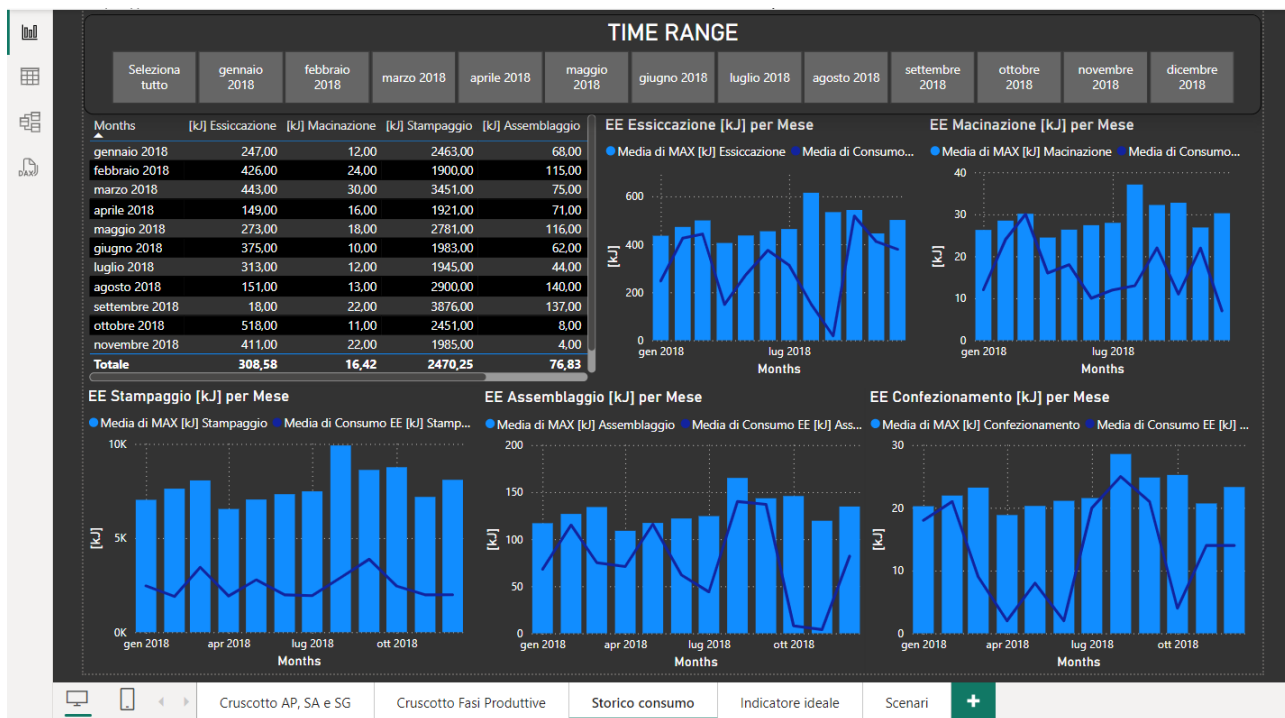 TIME RANGE
Seleziona tutto
gennaio 2018
febbraio 2018
marzo 2018
aprile 2018
maggio 2018
giugno 2018
luglio 2018
agosto 2018
settembre 2018
ottobre 2018
novembre 2018
dicembre 2018
Months [kJ] Essiccazione [kJ] Macinazione [kJ] Stampaggio [kJ] Assemblaggio
gennaio 2018 247,00 12,00 2463,00 68,00
febbraio 2018 426,00 24,00 1900,00 115,00
marzo 2018 443,00 30,00 3451,00 75,00
aprile 2018 149,00 16,00 1921,00 71,00
maggio 2018 273,00 18,00 2781,00 116,00
giugno 2018 375,00 10,00 1983,00 62,00
luglio 2018 313,00 12,00 1945,00 44,00
agosto 2018 151,00 13,00 2900,00 140,00
settembre 2018 18,00 22,00 3876,00 137,00
ottobre 2018 518,00 11,00 2451,00 8,00
novembre 2018 411,00 22,00 1985,00 4,00
Totale 308,58 16,42 2470,25 76,83
EE Essiccazione [kJ] per Mese
Media di MAX [kJ] Essiccazione Media di Consumo...
600
400
200
0
[kJ]
gen 2018 lug 2018
Months
EE Macinazione [kJ] per Mese
Media di MAX [kJ] Macinazione Media di Consumo...
40
30
20
10
0
[kJ]
gen 2018 lug 2018
Months
EE Stampaggio [kJ] per Mese
Media di MAX [kJ] Stampaggio Media di Consumo EE [kJ] Stamp...
10K
5K
0K
[kJ]
gen 2018 apr 2018 lug 2018 ott 2018
Months
EE Assemblaggio [kJ] per Mese
Media di MAX [kJ] Assemblaggio Media di Consumo EE [kJ] Ass...
200
150
100
50
0
[kJ]
gen 2018 apr 2018 lug 2018 ott 2018
Months
EE Confezionamento [kJ] per Mese
Media di MAX [kJ] Confezionamento Media di Consumo EE [kJ] ...
30
20
10
0
[kJ]
gen 2018 apr 2018 lug 2018 ott 2018
Months
DAX
Cruscotto AP, SA e SG
Cruscotto Fasi Produttive
Storico consumo
Indicatore ideale
Scenari
+